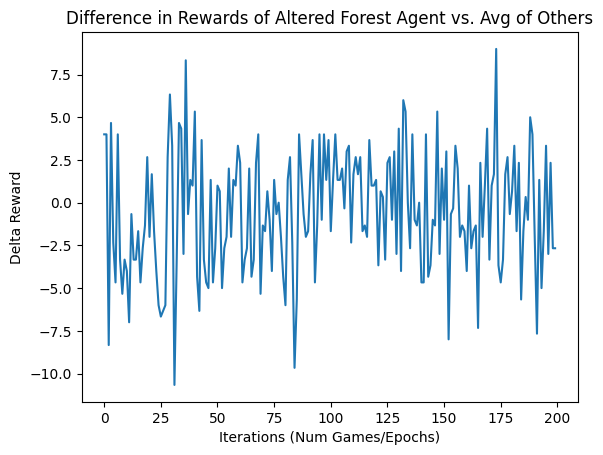 Difference in Rewards of Altered Forest Agent vs. Avg of Others
7.5
5.0
2.5
0.0
−2.5
−5.0
−7.5
−10.0
Delta Reward
0 25 50 75 100 125 150 175 200
Iterations (Num Games/Epochs)